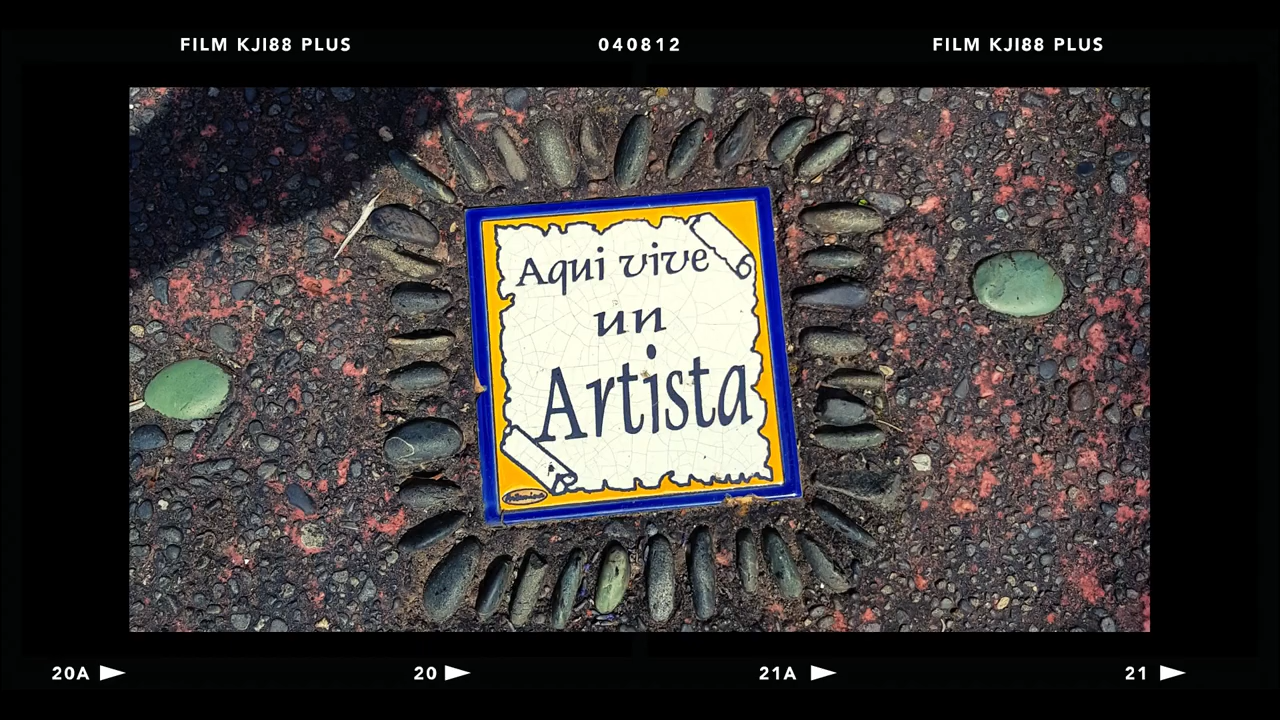 FILM KJI88 PLUS 040812 FILM KJI88 PLUS
Aqui vive
un
Artista
20A 20 21A 21